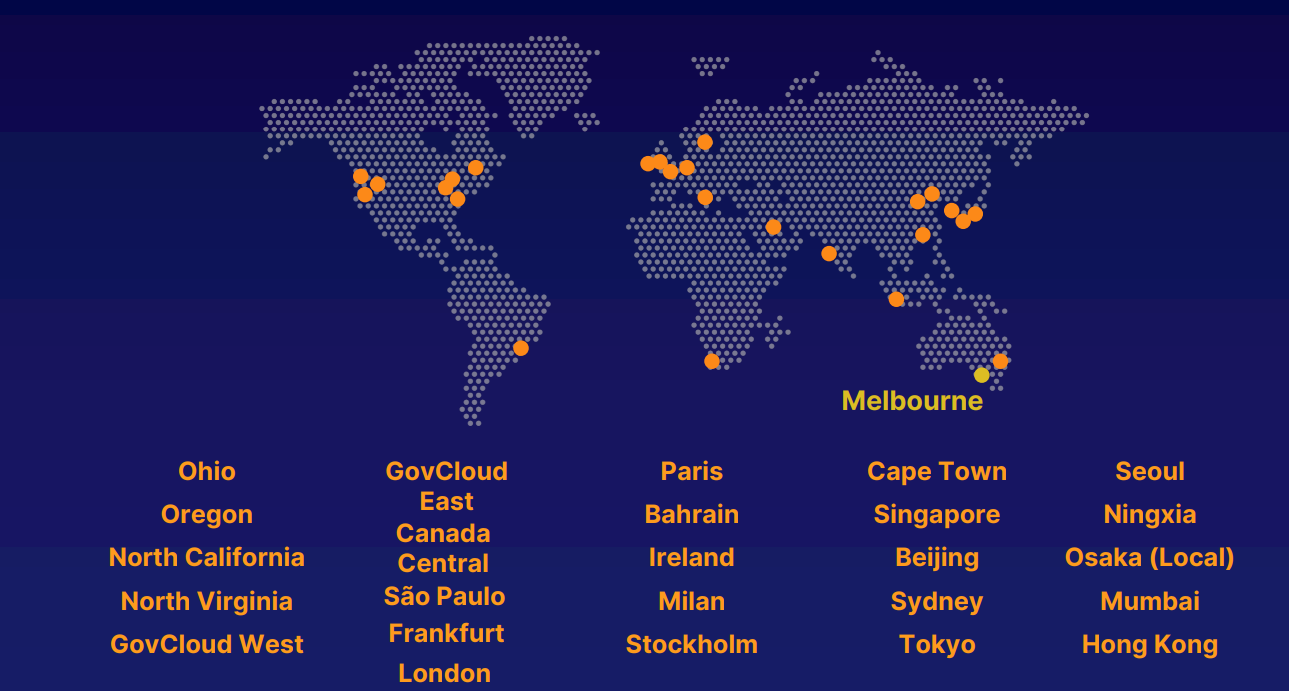 Melbourne
Ohio
Oregon
North California
North Virginia
GovCloud West
GovCloud
East
Canada
Central
São Paulo
Frankfurt
London
Paris
Bahrain
Ireland
Milan
Stockholm
Cape Town
Singapore
Beijing
Sydney
Tokyo
Seoul
Ningxia
Osaka (Local)
Mumbai
Hong Kong